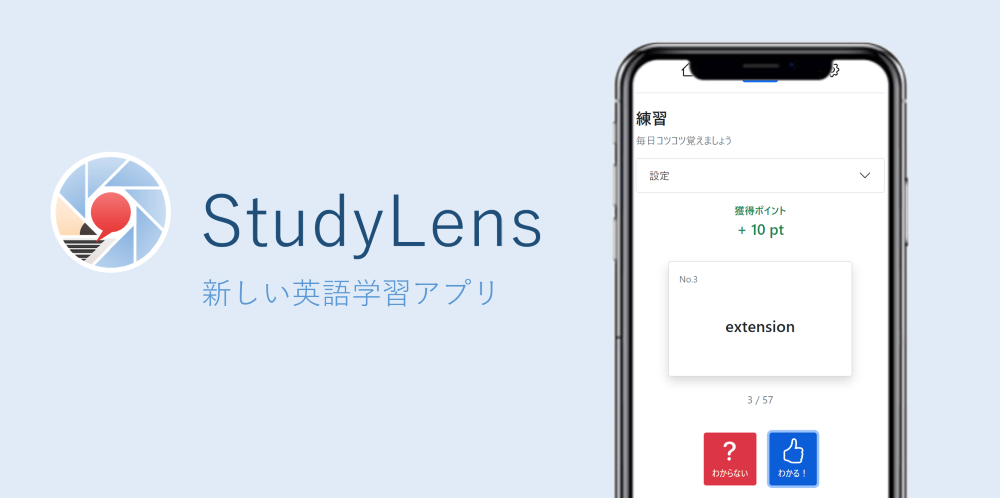 StudyLens
新しい英語学習アプリ
練習
毎日コツコツ覚えましょう
設定
獲得ポイント
+ 10 pt
No.3
extension
3 / 57
?
わからない
わかる！